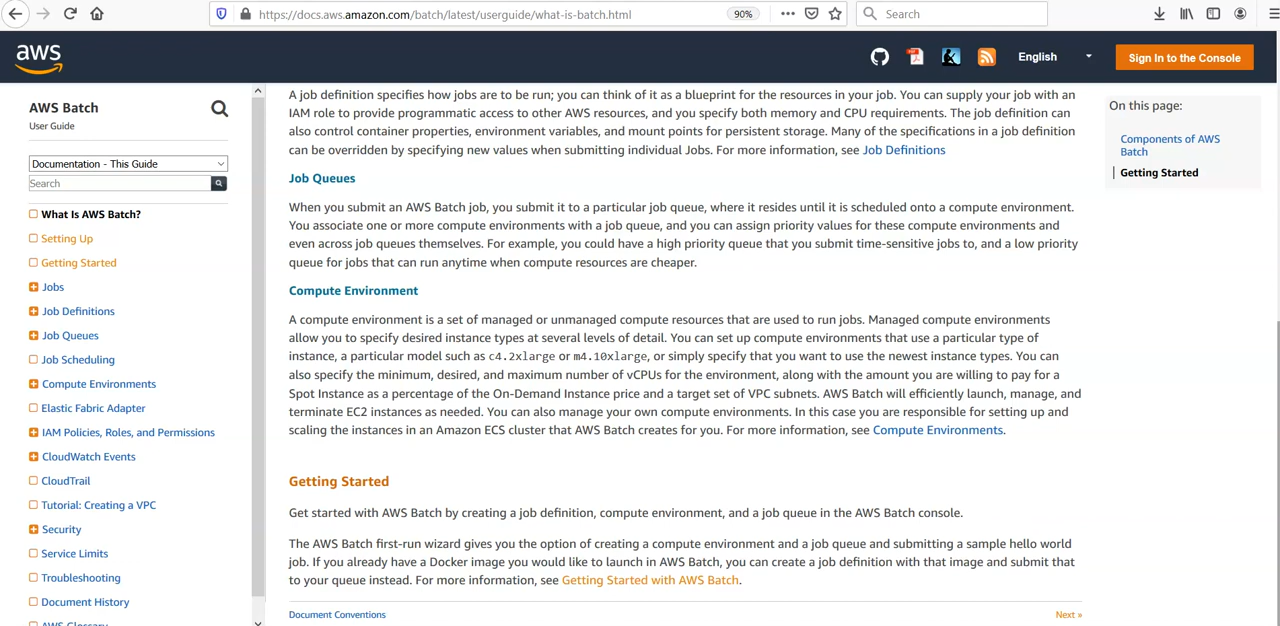 https://docs.aws.amazon.com/batch/latest/userguide/what-is-batch.html
90%
Search
aws
English
Sign In to the Console
AWS Batch
User Guide
Documentation - This Guide
Search
What Is AWS Batch?
Setting Up
Getting Started
Jobs
Job Definitions
Job Queues
Job Scheduling
Compute Environments
Elastic Fabric Adapter
IAM Policies, Roles, and Permissions
CloudWatch Events
CloudTrail
Tutorial: Creating a VPC
Security
Service Limits
Troubleshooting
Document History
AWS Glossary
A job definition specifies how jobs are to be run; you can think of it as a blueprint for the resources in your job. You can supply your job with an
IAM role to provide programmatic access to other AWS resources, and you specify both memory and CPU requirements. The job definition can
also control container properties, environment variables, and mount points for persistent storage. Many of the specifications in a job definition
can be overridden by specifying new values when submitting individual Jobs. For more information, see Job Definitions
Job Queues
When you submit an AWS Batch job, you submit it to a particular job queue, where it resides until it is scheduled onto a compute environment.
You associate one or more compute environments with a job queue, and you can assign priority values for these compute environments and
even across job queues themselves. For example, you could have a high priority queue that you submit time-sensitive jobs to, and a low priority
queue for jobs that can run anytime when compute resources are cheaper.
Compute Environment
A compute environment is a set of managed or unmanaged compute resources that are used to run jobs. Managed compute environments
allow you to specify desired instance types at several levels of detail. You can set up compute environments that use a particular type of
instance, a particular model such as c4.2xlarge or m4.10xlarge, or simply specify that you want to use the newest instance types. You can
also specify the minimum, desired, and maximum number of vCPUs for the environment, along with the amount you are willing to pay for a
Spot Instance as a percentage of the On-Demand Instance price and a target set of VPC subnets. AWS Batch will efficiently launch, manage, and
terminate EC2 instances as needed. You can also manage your own compute environments. In this case you are responsible for setting up and
scaling the instances in an Amazon ECS cluster that AWS Batch creates for you. For more information, see Compute Environments.
Getting Started
Get started with AWS Batch by creating a job definition, compute environment, and a job queue in the AWS Batch console.
The AWS Batch first-run wizard gives you the option of creating a compute environment and a job queue and submitting a sample hello world
job. If you already have a Docker image you would like to launch in AWS Batch, you can create a job definition with that image and submit that
to your queue instead. For more information, see Getting Started with AWS Batch.
Document Conventions
Next »
On this page:
Components of AWS
Batch
Getting Started